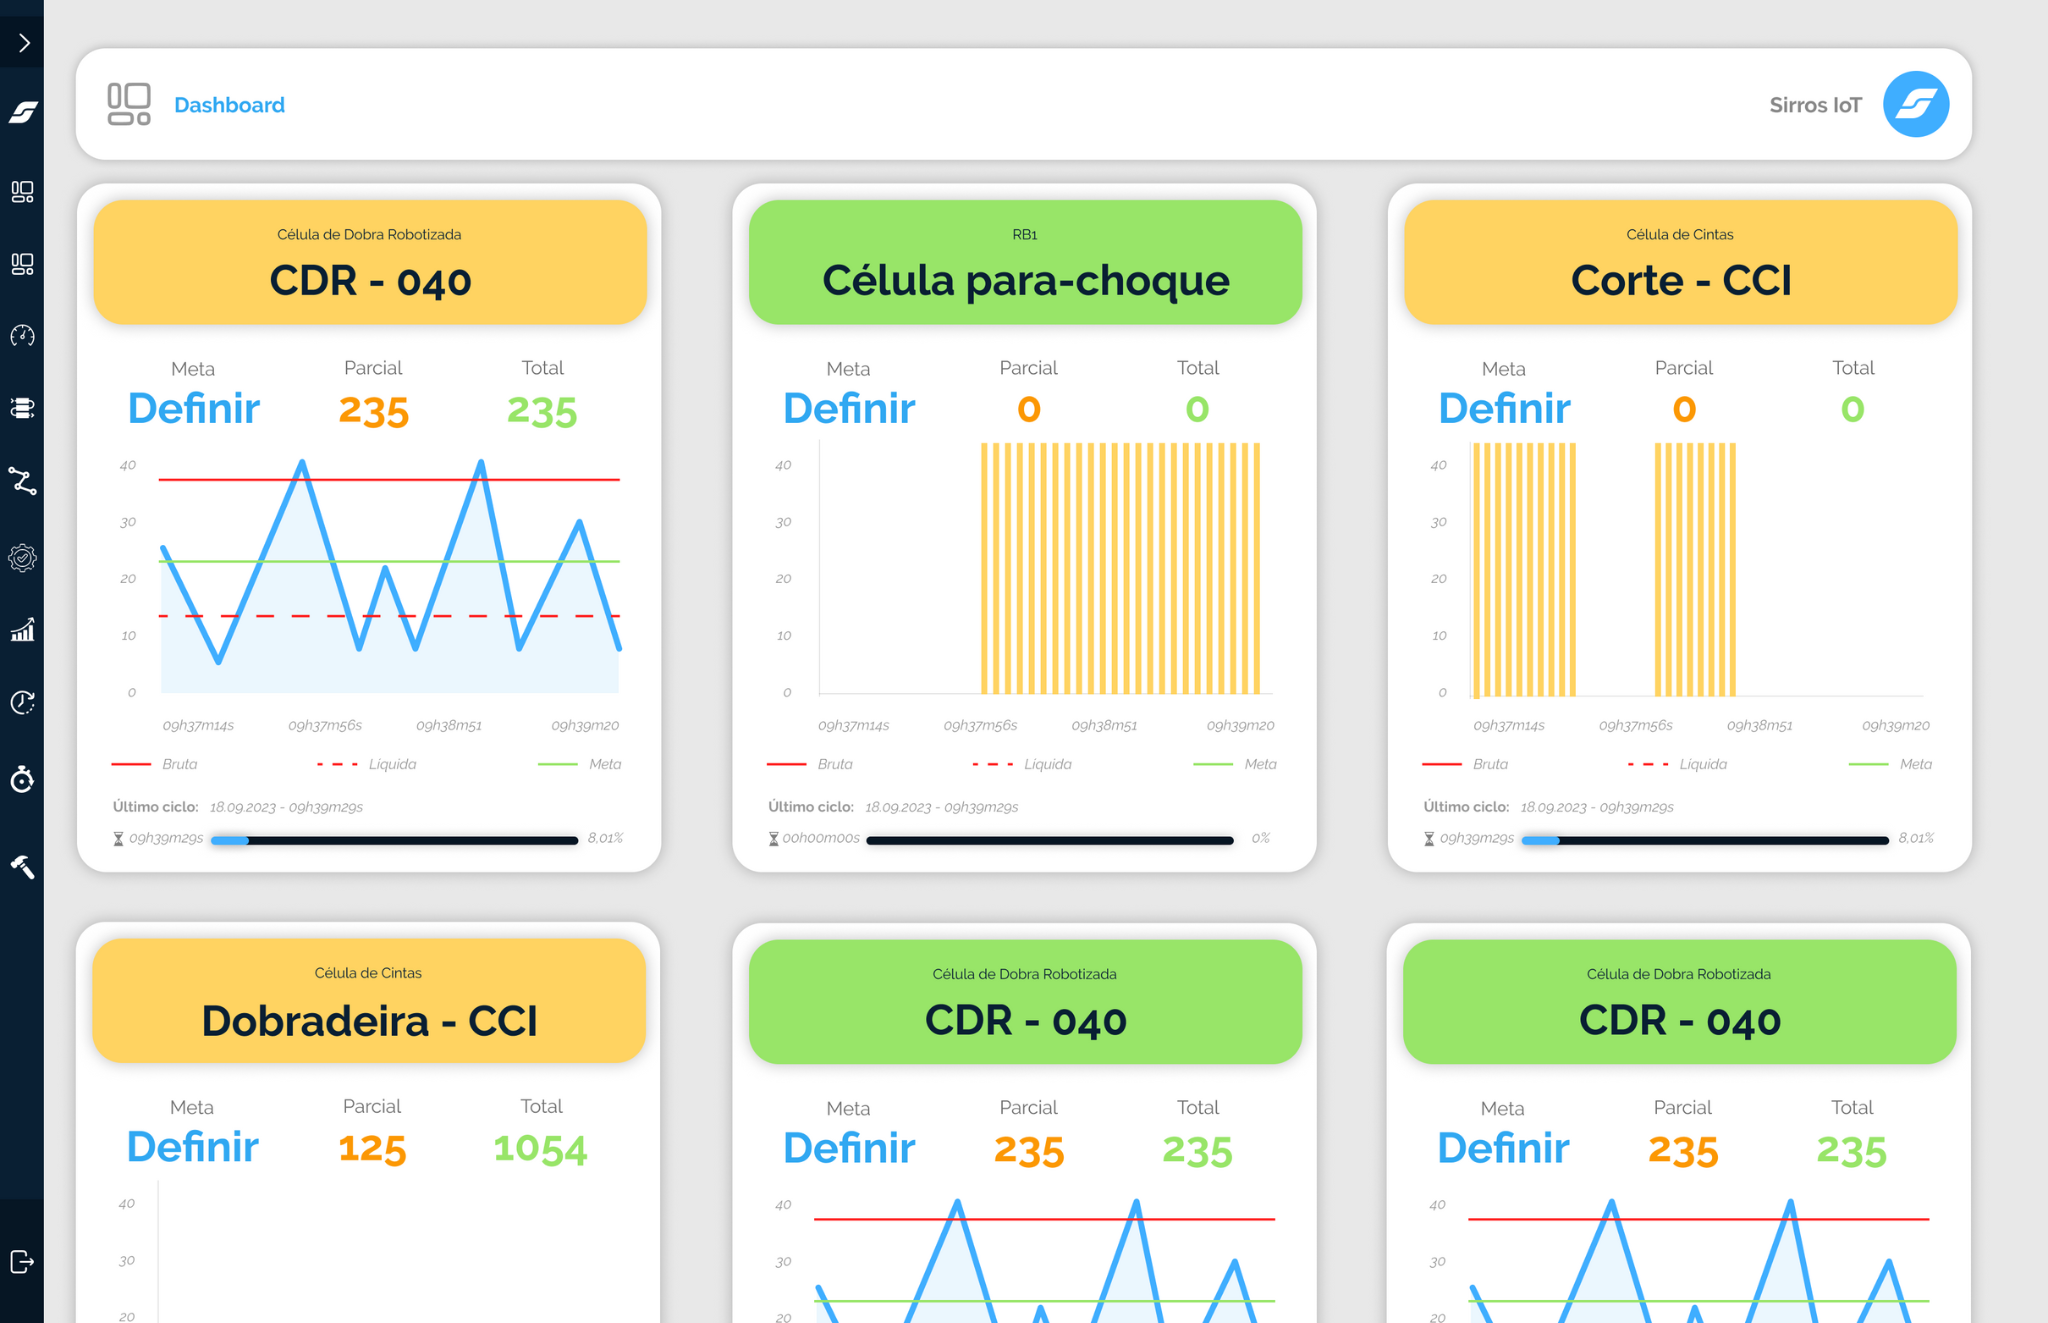 Dashboard
Sirros IoT
Célula de Dobra Robotizada
CDR - 040
Meta Parcial Total
Definir 235 235
40
30
20
10
0
09h37m14s 09h37m56s 09h38m51 09h39m20
Bruta Líquida Meta
Último ciclo: 18.09.2023 - 09h39m29s
09h39m29s 8,01%
RB1
Célula para-choque
Meta Parcial Total
Definir 0 0
40
30
20
10
0
09h37m14s 09h37m56s 09h38m51 09h39m20
Bruta Líquida Meta
Último ciclo: 18.09.2023 - 09h39m29s
00h00m00s 0%
Célula de Cintas
Corte - CCI
Meta Parcial Total
Definir 0 0
40
30
20
10
0
09h37m14s 09h37m56s 09h38m51 09h39m20
Bruta Líquida Meta
Último ciclo: 18.09.2023 - 09h39m29s
09h39m29s 8,01%
Célula de Cintas
Dobradeira - CCI
Meta Parcial Total
Definir 125 1054
40
30
20
Célula de Dobra Robotizada
CDR - 040
Meta Parcial Total
Definir 235 235
40
30
20
Célula de Dobra Robotizada
CDR - 040
Meta Parcial Total
Definir 235 235
40
30
20